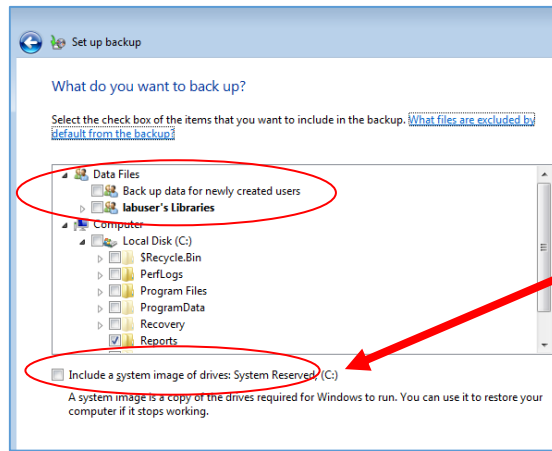 Set up backup
What do you want to back up?
Select the check box of the items that you want to include in the backup. What files are excluded by
default from the backup?
Data Files
Back up data for newly created users
labuser's Libraries
Computer
Local Disk (C:)
$Recycle.Bin
PerfLogs
Program Files
ProgramData
Recovery
Reports
Include a system image of drives: System Reserved, (C:)
A system image is a copy of the drives required for Windows to run. You can use it to restore your
computer if it stops working.